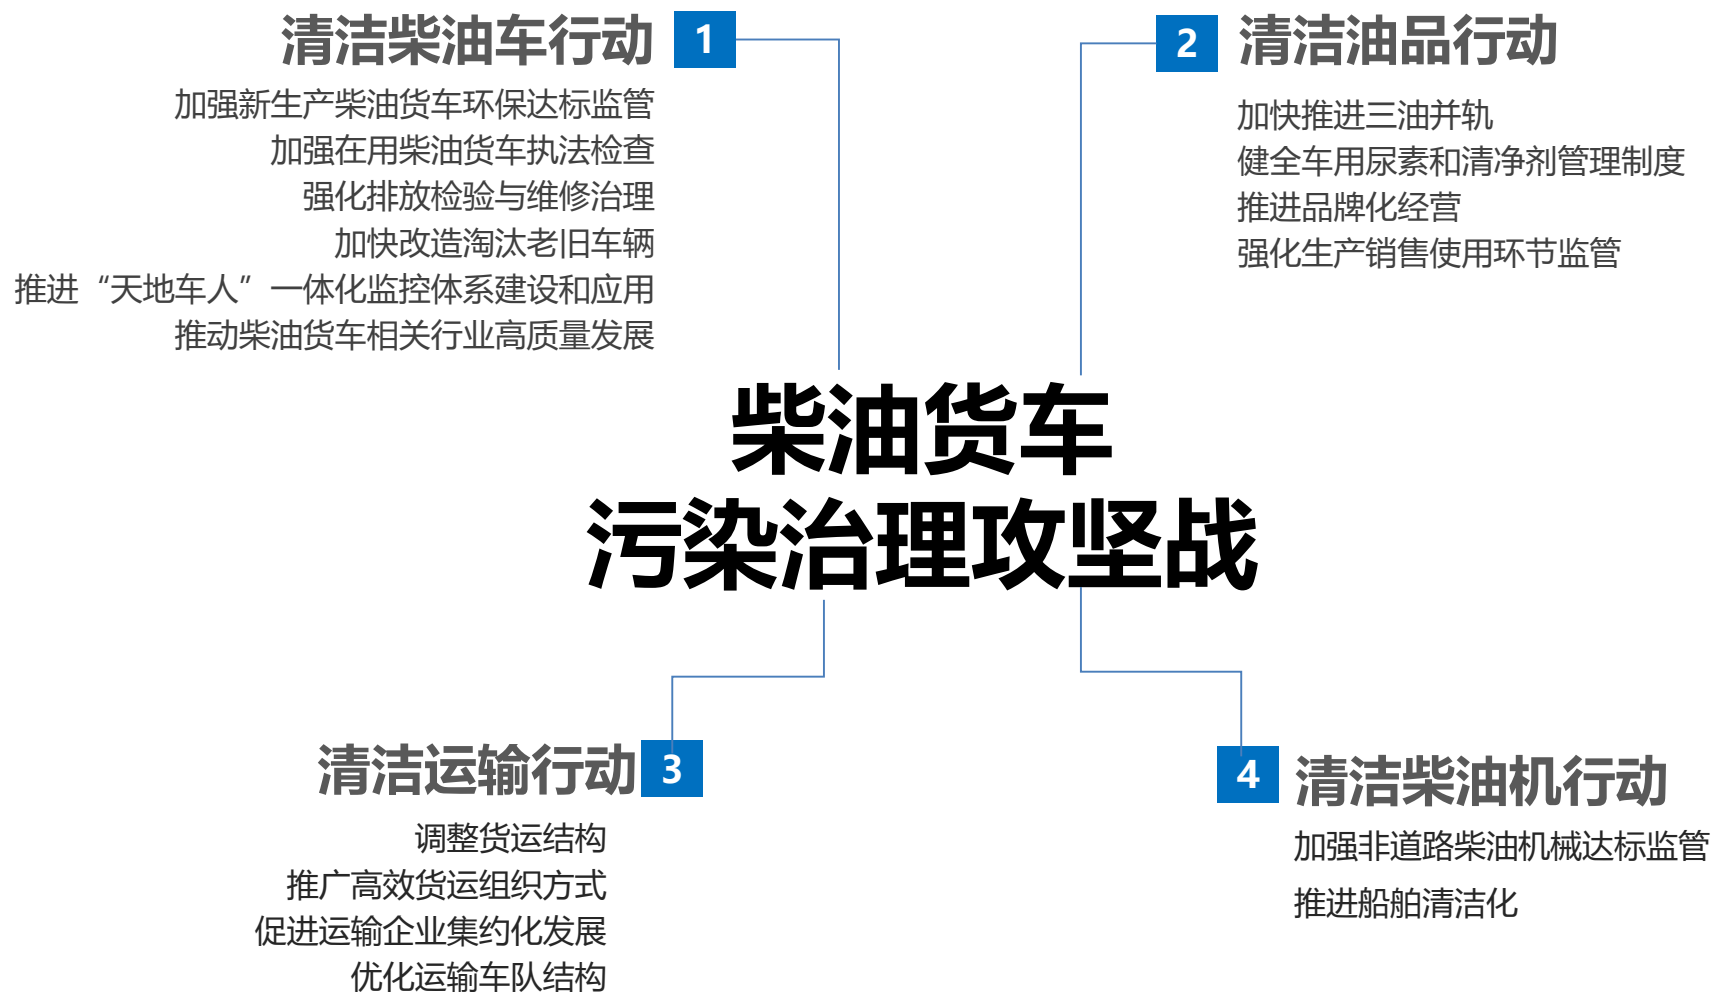 清洁柴油车行动
1
加强新生产柴油货车环保达标监管
加强在用柴油货车执法检查
强化排放检验与维修治理
加快改造淘汰老旧车辆
推进“天地车人”一体化监控体系建设和应用
推动柴油货车相关行业高质量发展
2
清洁油品行动
加快推进三油并轨
健全车用尿素和清净剂管理制度
推进品牌化经营
强化生产销售使用环节监管
柴油货车
污染治理攻坚战
清洁运输行动
3
调整货运结构
推广高效货运组织方式
促进运输企业集约化发展
优化运输车队结构
4
清洁柴油机行动
加强非道路柴油机械达标监管
推进船舶清洁化